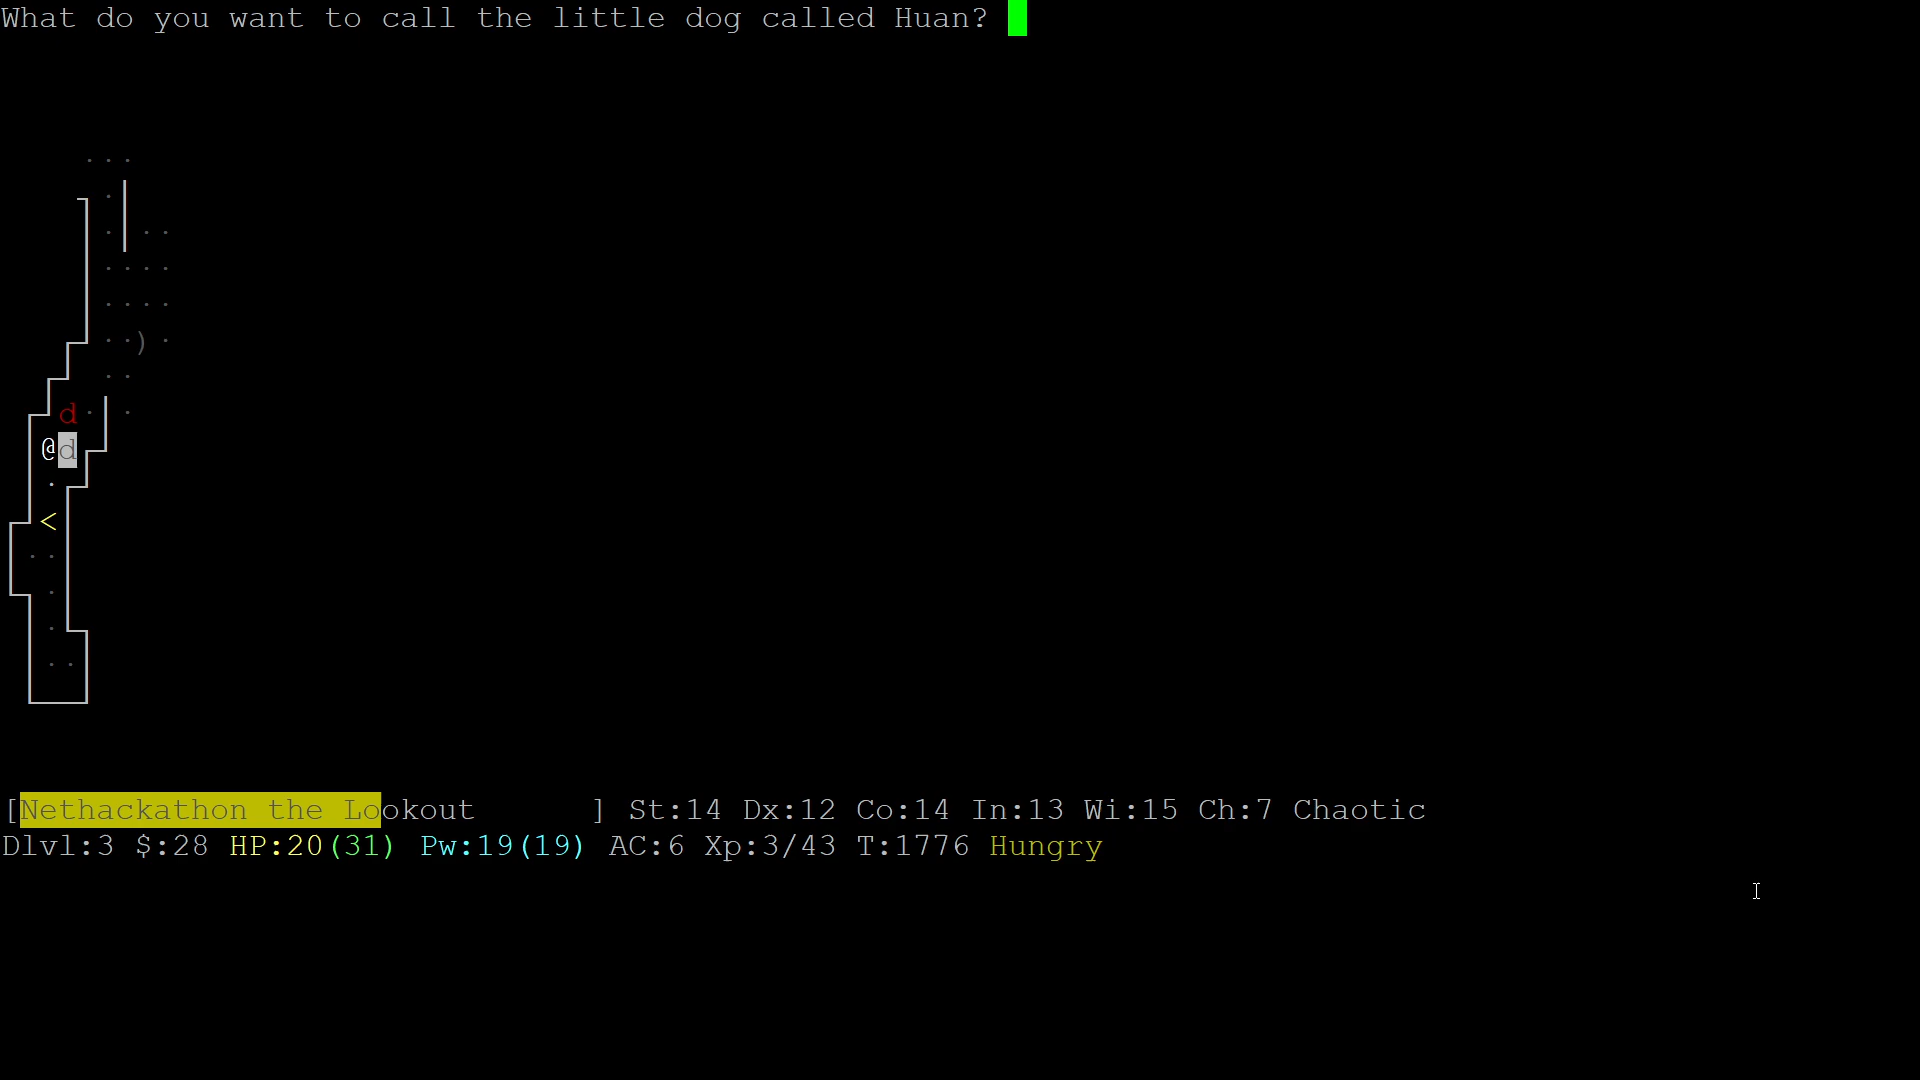 What do you want to call the little dog called Huan?
. . .
. |
. | . .
. . . .
. . . .
. . ) .
. .
d . | .
@d
.
<
. .
.
.
. .
[Nethackathon the Lookout      ] St:14 Dx:12 Co:14 In:13 Wi:15 Ch:7 Chaotic
Dlvl:3 $:28 HP:20(31) Pw:19(19) AC:6 Xp:3/43 T:1776 Hungry